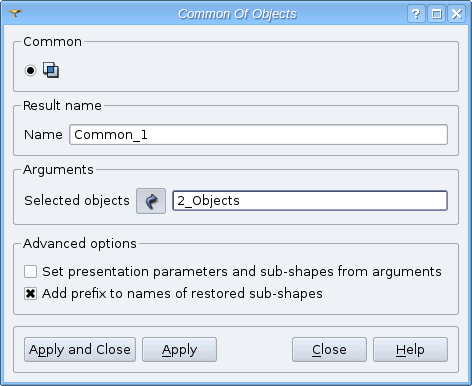 Common Of Objects
Common
Result name
Name Common_1
Arguments
Selected objects 2_Objects
Advanced options
Set presentation parameters and sub-shapes from arguments
Add prefix to names of restored sub-shapes
Apply and Close Apply Close Help